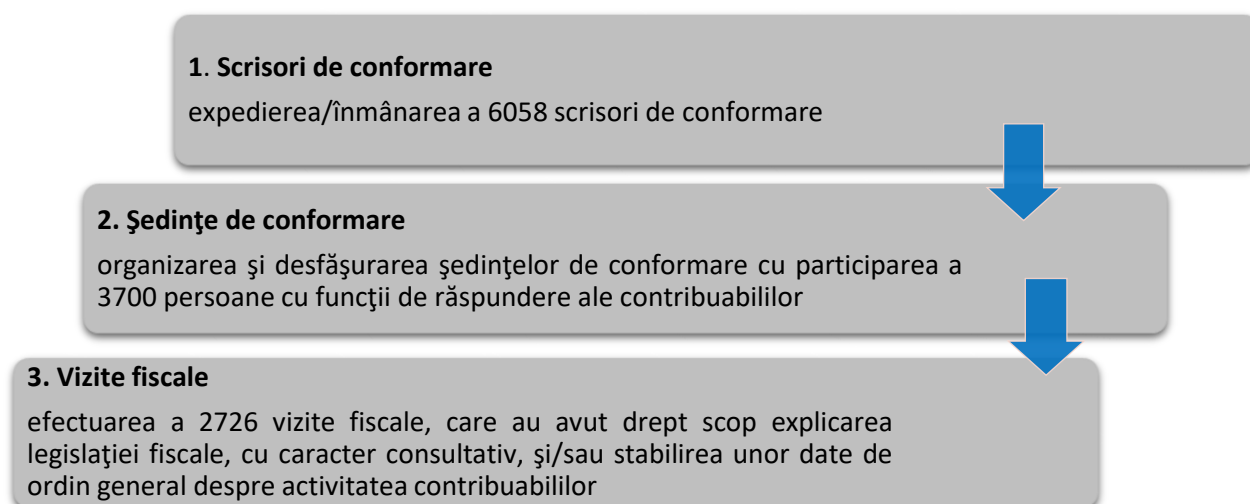 1. Scrisori de conformare
expedierea/înmânarea a 6058 scrisori de conformare
2. Şedinţe de conformare
organizarea şi desfăşurarea şedinţelor de conformare cu participarea a
3700 persoane cu funcţii de răspundere ale contribuabililor
3. Vizite fiscale
efectuarea a 2726 vizite fiscale, care au avut drept scop explicarea
legislaţiei fiscale, cu caracter consultativ, şi/sau stabilirea unor date de
ordin general despre activitatea contribuabililor